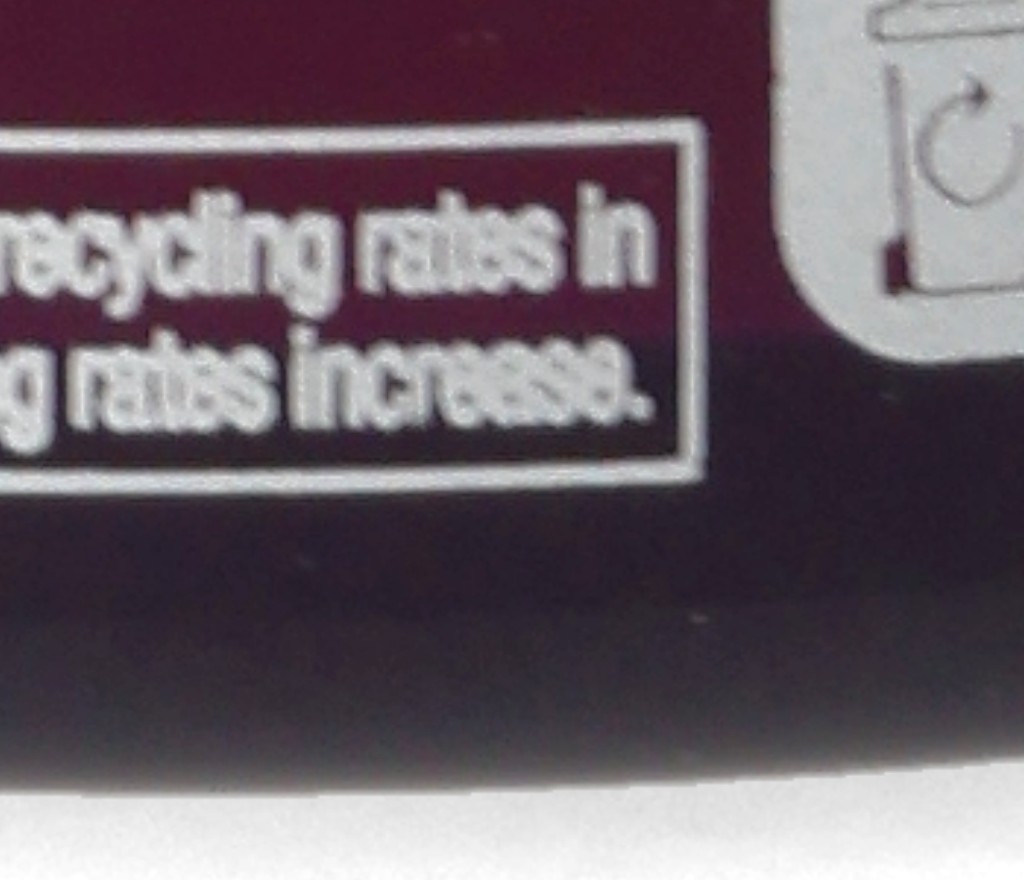 recycling rates in
rates increase.